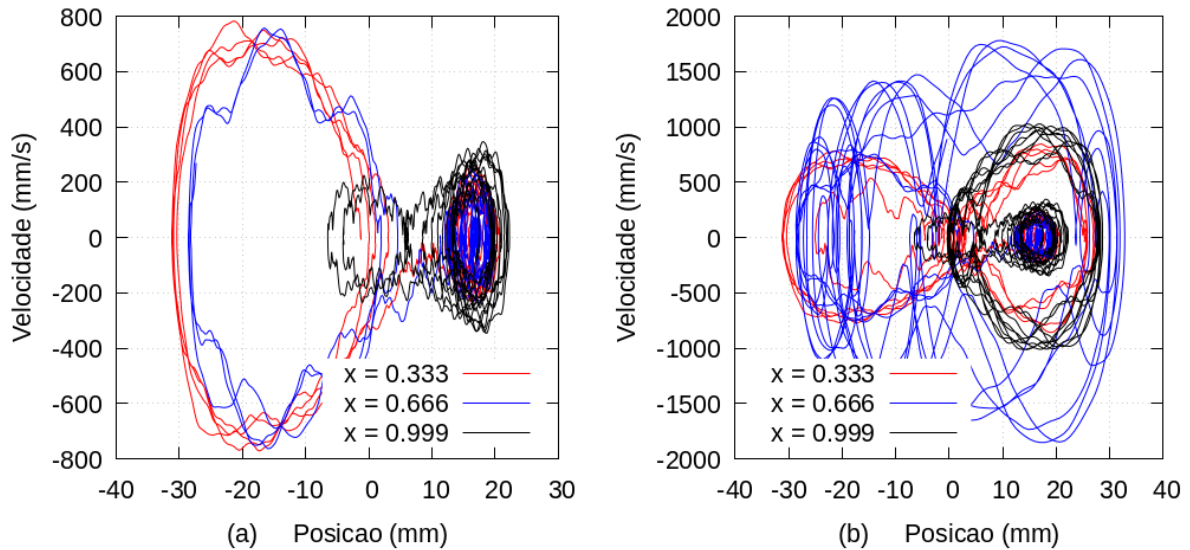 800
600
400
200
0
-200
-400
-600
-800
Velocidade (mm/s)
-40 -30 -20 -10 0 10 20 30
(a) Posicao (mm)
x = 0.333
x = 0.666
x = 0.999
2000
1500
1000
500
0
-500
-1000
-1500
-2000
Velocidade (mm/s)
-40 -30 -20 -10 0 10 20 30 40
(b) Posicao (mm)
x = 0.333
x = 0.666
x = 0.999